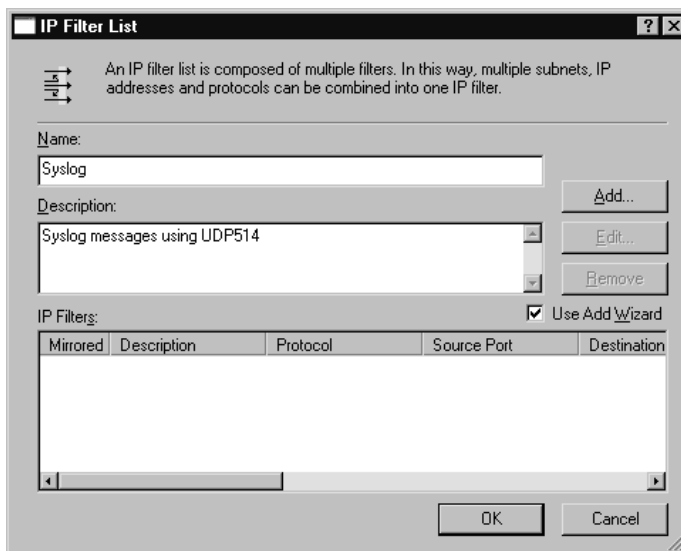 IP Filter List
An IP filter list is composed of multiple filters. In this way, multiple subnets, IP
addresses and protocols can be combined into one IP filter.
Name:
Syslog
Add...
Description:
Syslog messages using UDP514
Edit...
Remove
IP Filters:
Use Add Wizard
Mirrored Description Protocol Source Port Destination
OK Cancel